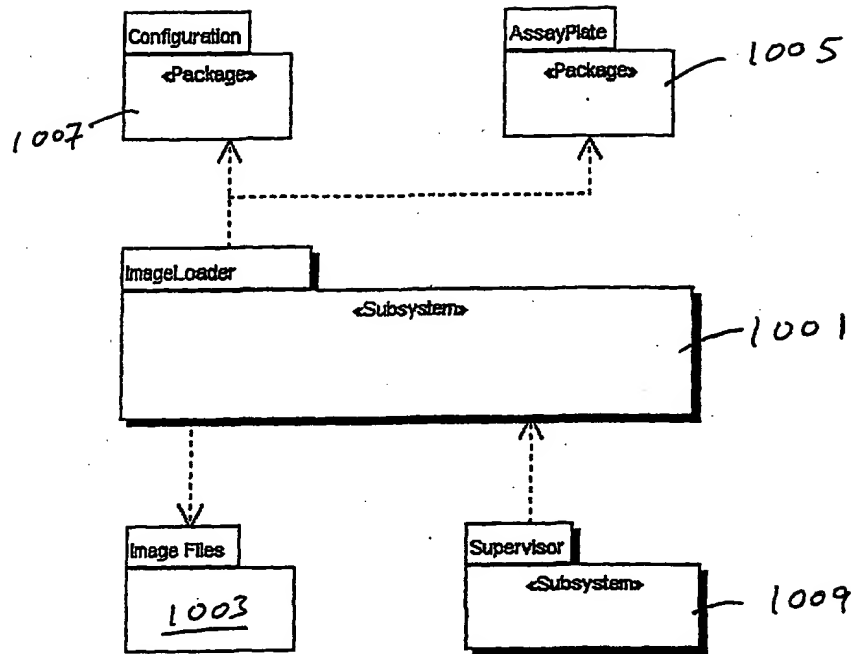 Configuration
«Package»
1007
AssayPlate
«Package»
1005
ImageLoader
«Subsystem»
1001
Image Files
1003
Supervisor
«Subsystem»
1009